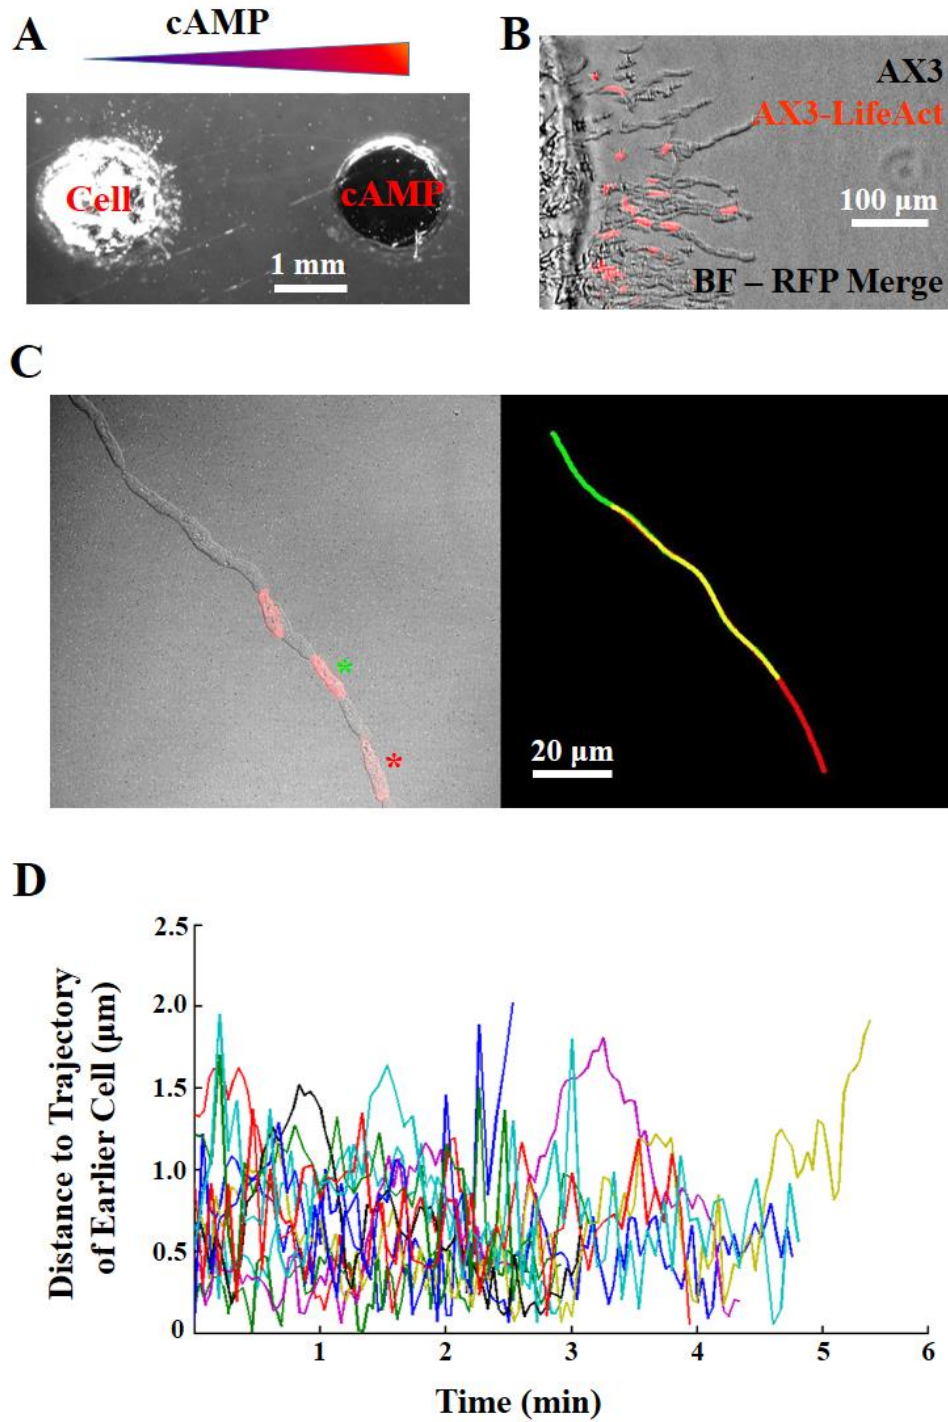 A
cAMP
Cell
cAMP
1 mm
B
AX3
AX3-LifeAct
100 µm
BF – RFP Merge
C
*
*
20 µm
D
Distance to Trajectory
of Earlier Cell (µm)
2.5
2.0
1.5
1.0
0.5
0
1
2
3
4
5
6
Time (min)